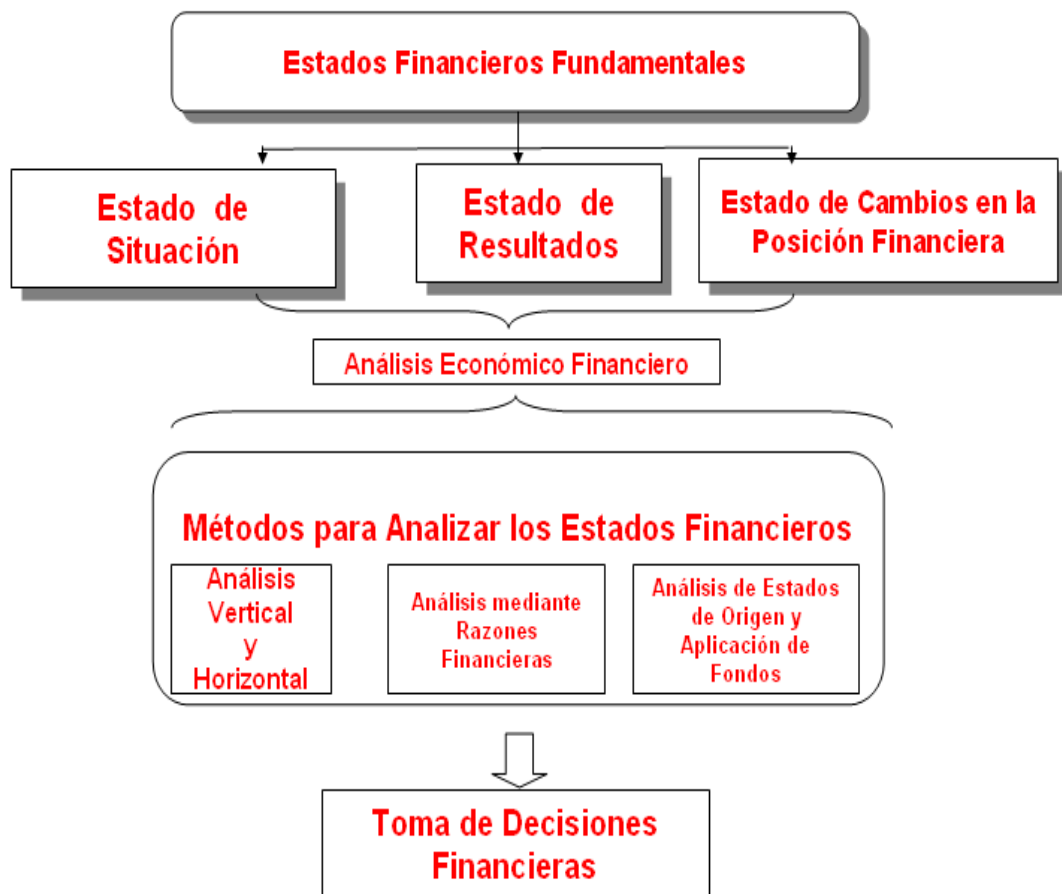 Estados Financieros Fundamentales
Estado de
Situación
Estado de
Resultados
Estado de Cambios en la
Posición Financiera
Análisis Económico Financiero
Métodos para Analizar los Estados Financieros
Análisis
Vertical
y
Horizontal
Análisis mediante
Razones
Financieras
Análisis de Estados
de Origen y
Aplicación de
Fondos
Toma de Decisiones
Financieras